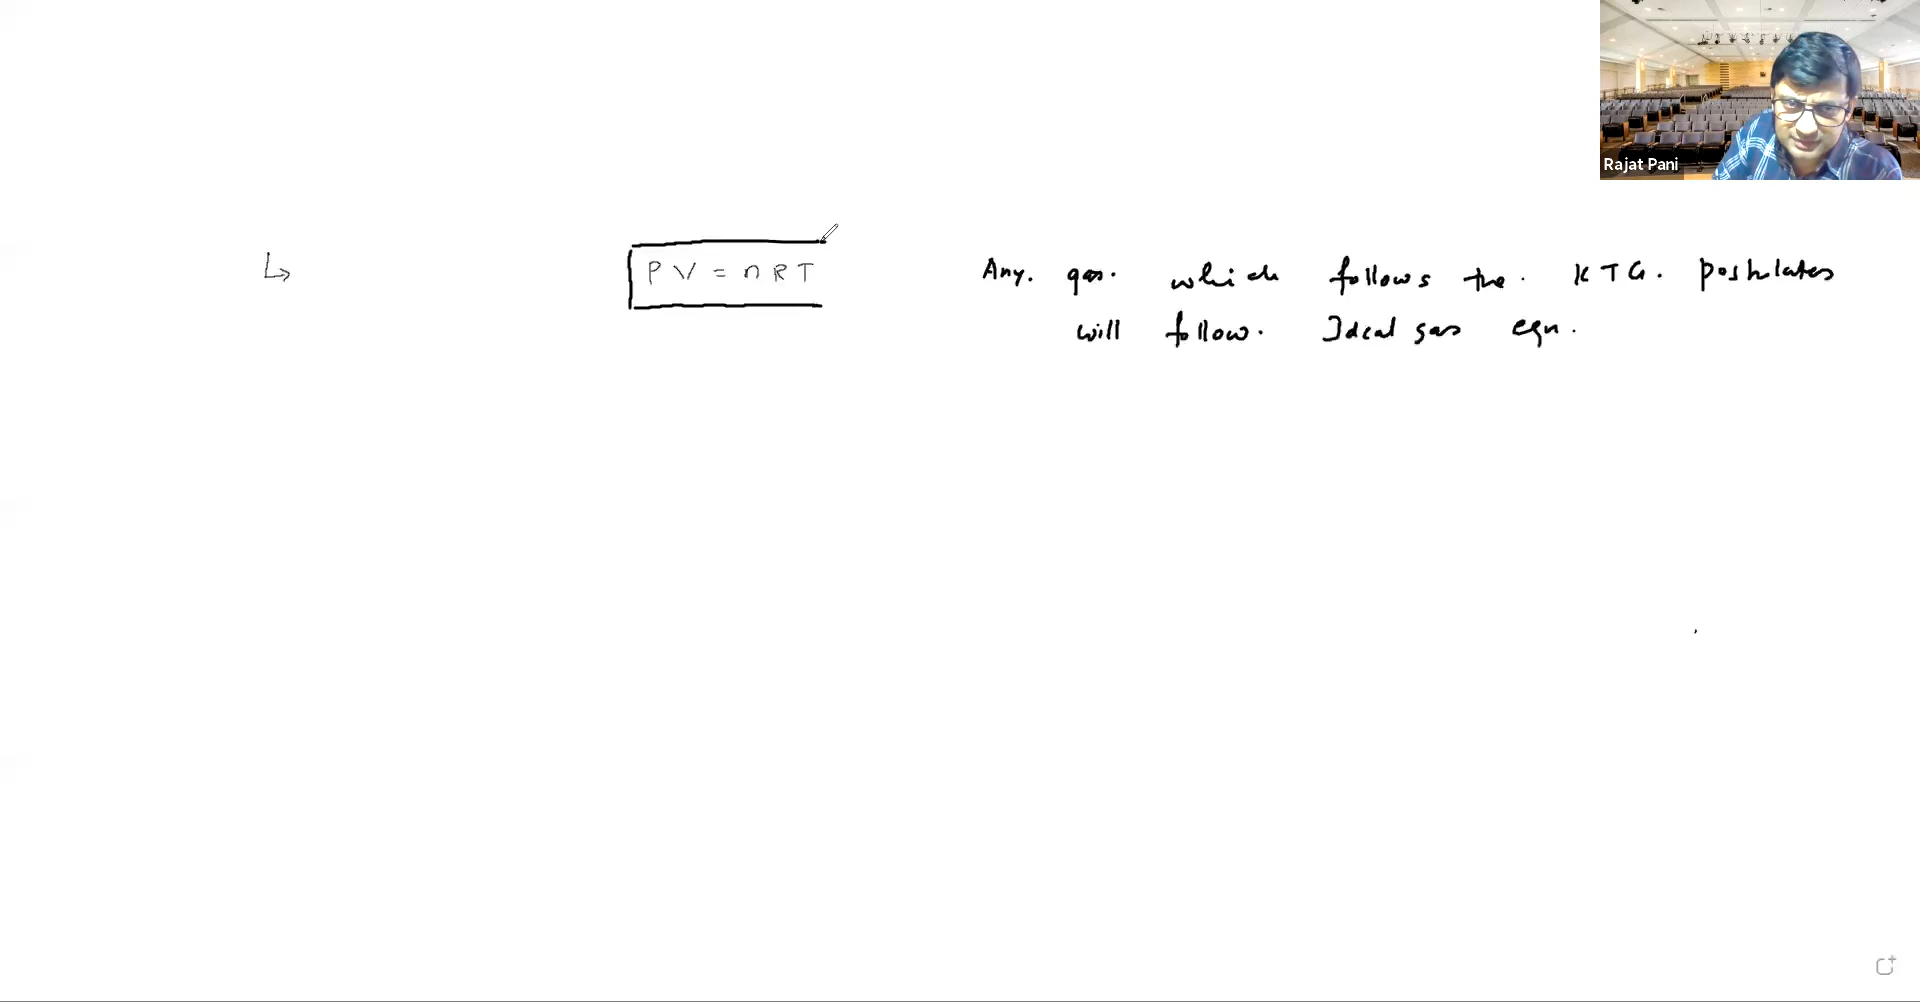 Rajat Pani
PV = nRT
Any. gas. which follows the. KTG. postulates
will follow. Ideal gas eqn.